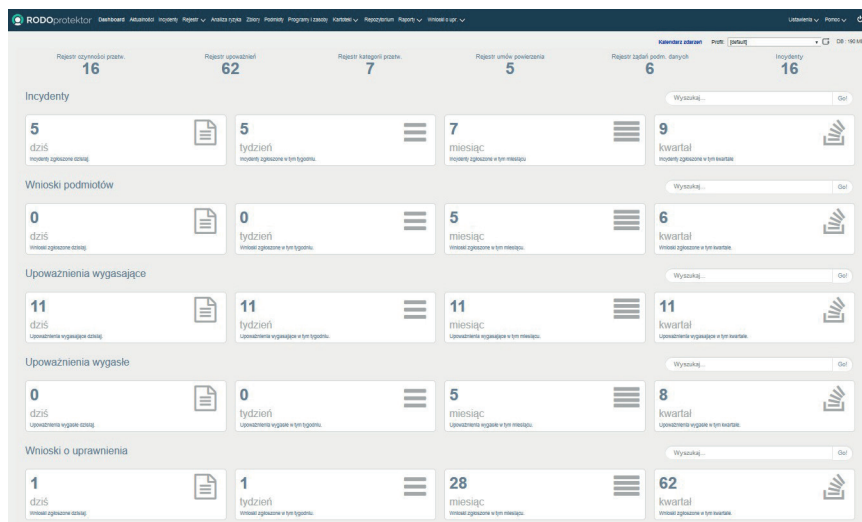 RODOprotektor Dashboard Aktualności Incydenty Rejestr Analiza ryzyka Zbiory Podmioty Programy i zasoby Kartoteki Repozytorium Raporty Wnioski o upr. Ustawienia Pomoc
Kalendarz zdarzeń Profil: [default] DB : 190 MB
Rejestr czynności przetw. Rejestr upoważnień Rejestr kategorii przetw. Rejestr umów powierzenia Rejestr żądań podm. danych Incydenty
16 62 7 5 6 16
Incydenty Wyszukaj... Go!
5 5 7 9
dziś tydzień miesiąc kwartał
Incydenty zgłoszone dzisiaj. Incydenty zgłoszone w tym tygodniu. Incydenty zgłoszone w tym miesiącu. Incydenty zgłoszone w tym kwartale.
Wnioski podmiotów Wyszukaj... Go!
0 0 5 6
dziś tydzień miesiąc kwartał
Wnioski zgłoszone dzisiaj. Wnioski zgłoszone w tym tygodniu. Wnioski zgłoszone w tym miesiącu. Wnioski zgłoszone w tym kwartale.
Upoważnienia wygasające Wyszukaj... Go!
11 11 11 11
dziś tydzień miesiąc kwartał
Upoważnienia wygasające dzisiaj. Upoważnienia wygasające w tym tygodniu. Upoważnienia wygasające w tym miesiącu. Upoważnienia wygasające w tym kwartale.
Upoważnienia wygasłe Wyszukaj... Go!
0 0 5 8
dziś tydzień miesiąc kwartał
Upoważnienia wygasłe dzisiaj. Upoważnienia wygasłe w tym tygodniu. Upoważnienia wygasłe w tym miesiącu. Upoważnienia wygasłe w tym kwartale.
Wnioski o uprawnienia Wyszukaj... Go!
1 1 28 62
dziś tydzień miesiąc kwartał
Wnioski zgłoszone dzisiaj. Wnioski zgłoszone w tym tygodniu. Wnioski zgłoszone w tym miesiącu. Wnioski zgłoszone w tym kwartale.